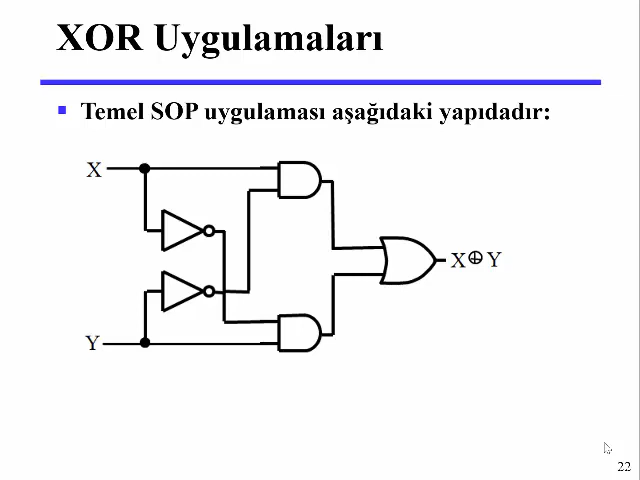 XOR Uygulamaları
Temel SOP uygulaması aşağıdaki yapıdadır:
X
X⊕Y
Y
22